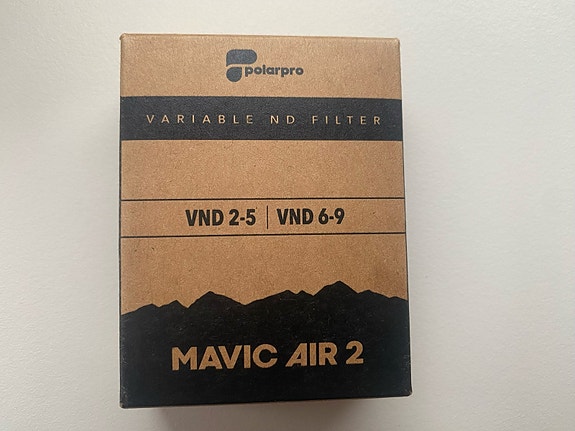 polarpro
VARIABLE ND FILTER
VND 2-5 | VND 6-9
MAVIC AIR 2